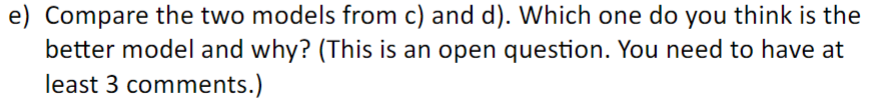 e) Compare the two models from c) and d). Which one do you think is the
better model and why? (This is an open question. You need to have at
least 3 comments.)